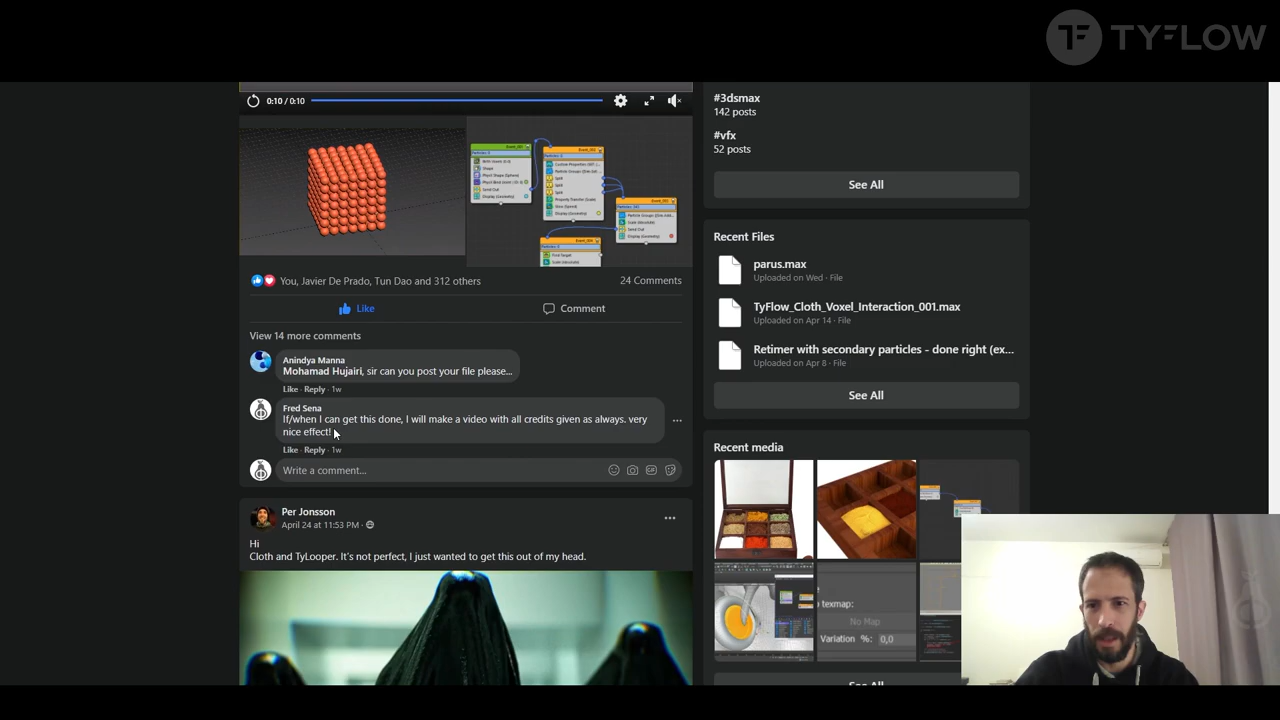 TYFLOW
0:10 / 0:10
#3dsmax
142 posts
#vfx
52 posts
See All
You, Javier De Prado, Tun Dao and 312 others
24 Comments
Like
Comment
View 14 more comments
Anindya Manna
Mohamad Hujairi, sir can you post your file please...
Like · Reply · 1w
Fred Sena
If/when I can get this done, I will make a video with all credits given as always. very
nice effect!
Like · Reply · 1w
Write a comment...
Per Jonsson
April 24 at 11:53 PM ·
Hi
Cloth and TyLooper. It's not perfect, I just wanted to get this out of my head.
Recent Files
parus.max
Uploaded on Wed · File
TyFlow_Cloth_Voxel_Interaction_001.max
Uploaded on Apr 14 · File
Retimer with secondary particles - done right (ex...
Uploaded on Apr 8 · File
See All
Recent media
texmap:
No Map
Variation %: 0,0
See All